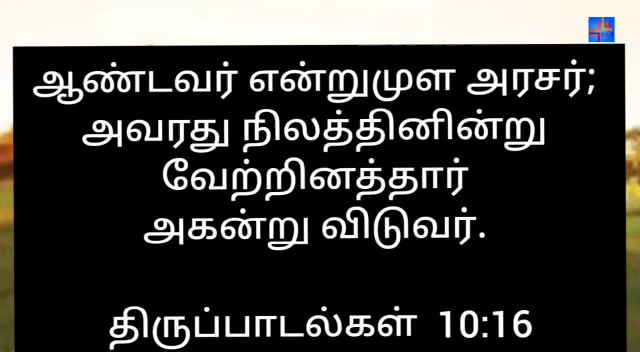 ஆண்டவர் என்றுமுள அரசர்;
அவரது நிலத்தினின்று
வேற்றினத்தார்
அகன்று விடுவர்.
திருப்பாடல்கள் 10:16